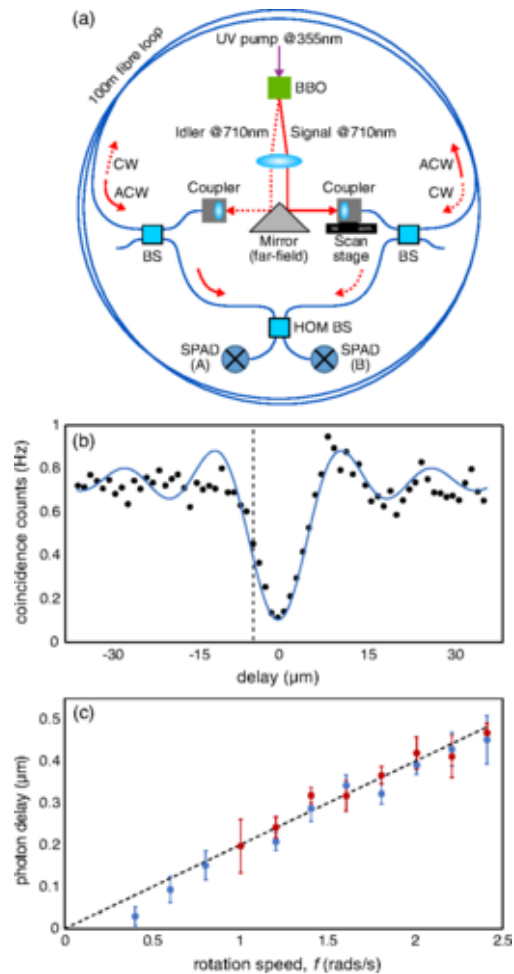 (a)
UV pump @355nm
100m fibre loop
BBO
Idler @710nm
Signal @710nm
CW
ACW
ACW
CW
Coupler
Coupler
Mirror
(far-field)
Scan
stage
BS
BS
HOM BS
SPAD
(A)
SPAD
(B)
(b)
coincidence counts (Hz)
1
0.8
0.6
0.4
0.2
0
-30
-15
0
15
30
delay (µm)
(c)
photon delay (µm)
0.5
0.4
0.3
0.2
0.1
0
0
0.5
1
1.5
2
2.5
rotation speed, f (rads/s)